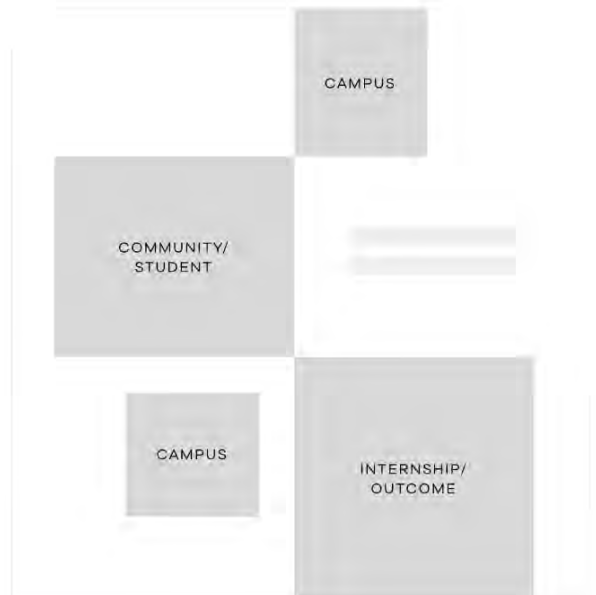 CAMPUS
COMMUNITY/
STUDENT
CAMPUS
INTERNSHIP/
OUTCOME